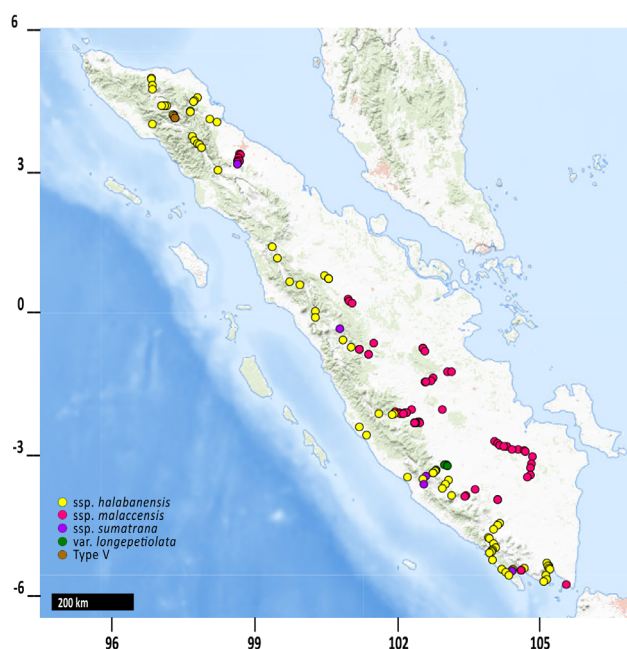 6
3
0
-3
-6
ssp. halabanensis
ssp. malaccensis
ssp. sumatrana
var. longepetiolata
Type V
200 km
96 99 102 105